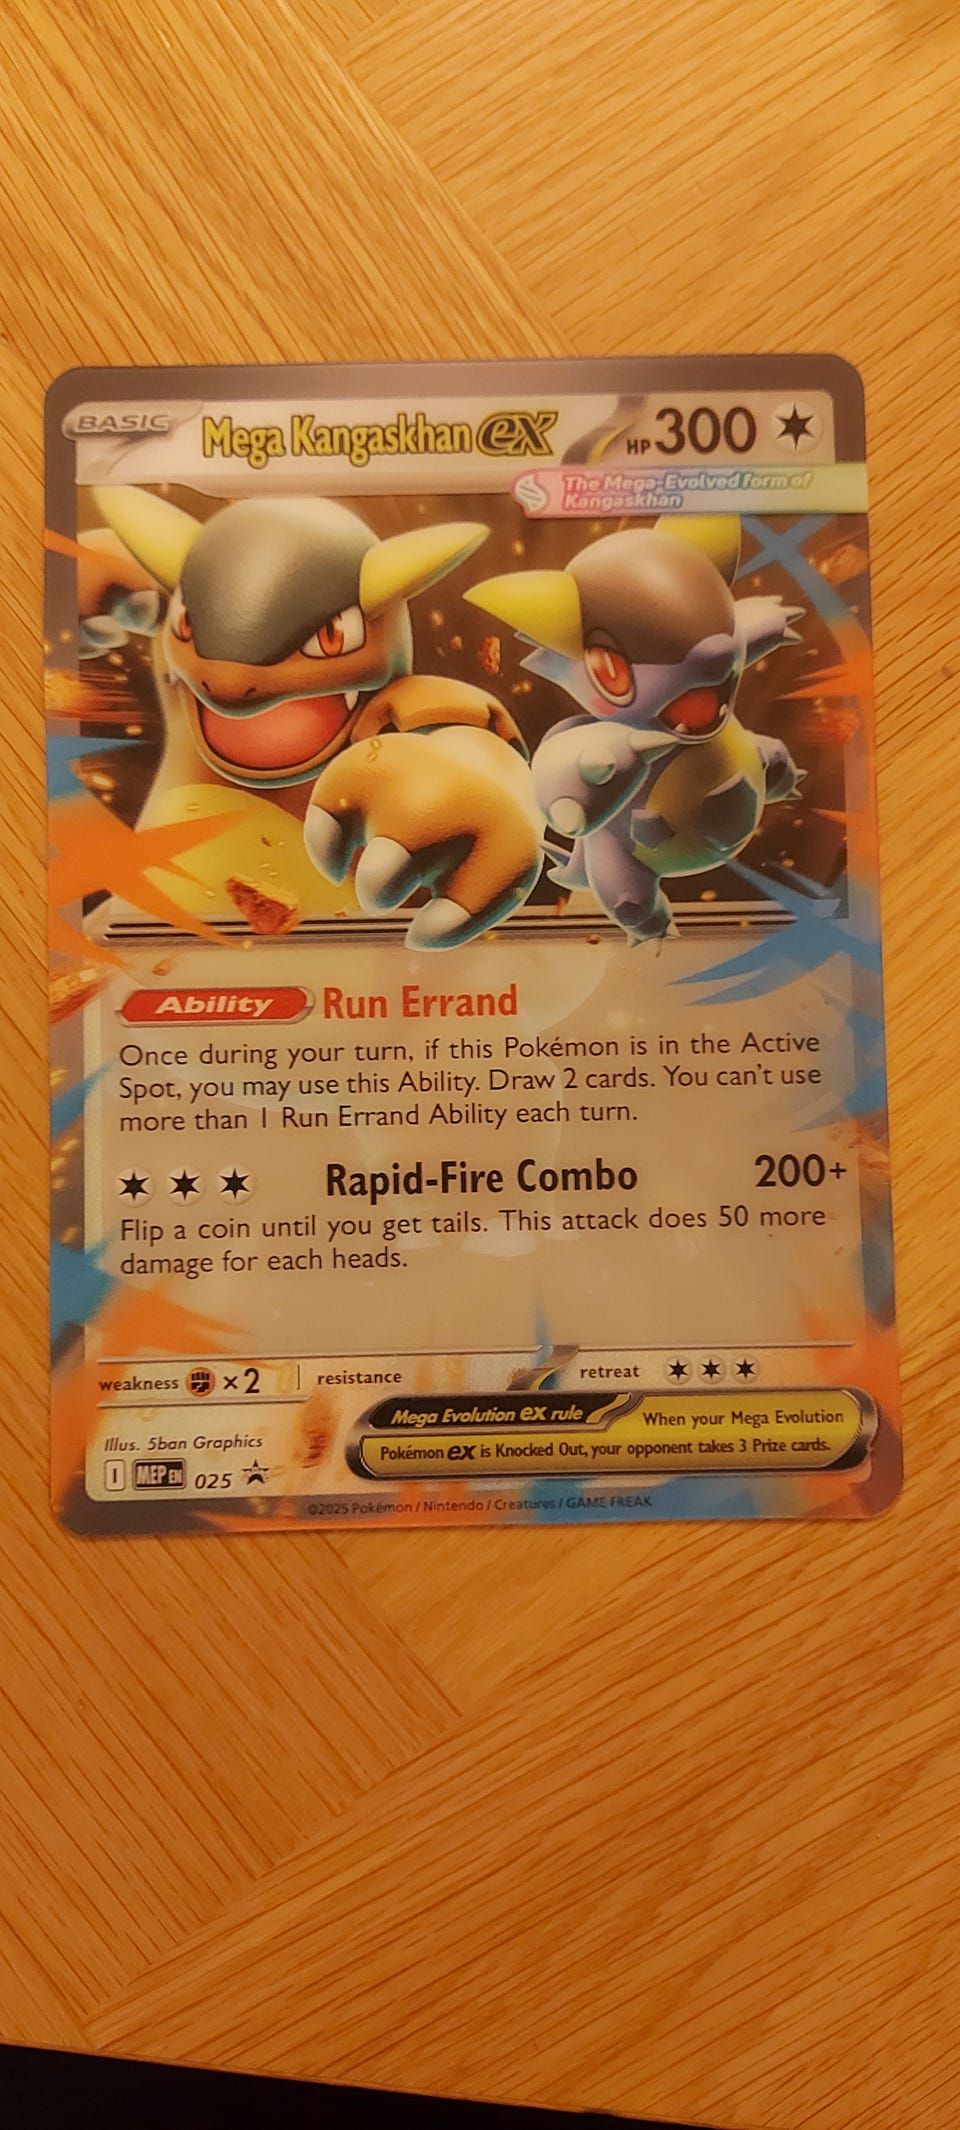 BASIC Mega Kangaskhan ex HP 300
The Mega-Evolved form of
Kangaskhan
Ability Run Errand
Once during your turn, if this Pokémon is in the Active
Spot, you may use this Ability. Draw 2 cards. You can't use
more than 1 Run Errand Ability each turn.
Rapid-Fire Combo 200+
Flip a coin until you get tails. This attack does 50 more
damage for each heads.
weakness ×2 resistance retreat
Mega Evolution ex rule When your Mega Evolution
Pokémon ex is Knocked Out, your opponent takes 3 Prize cards.
Illus. 5ban Graphics
I MEP EN 025
©2025 Pokémon / Nintendo / Creatures / GAME FREAK